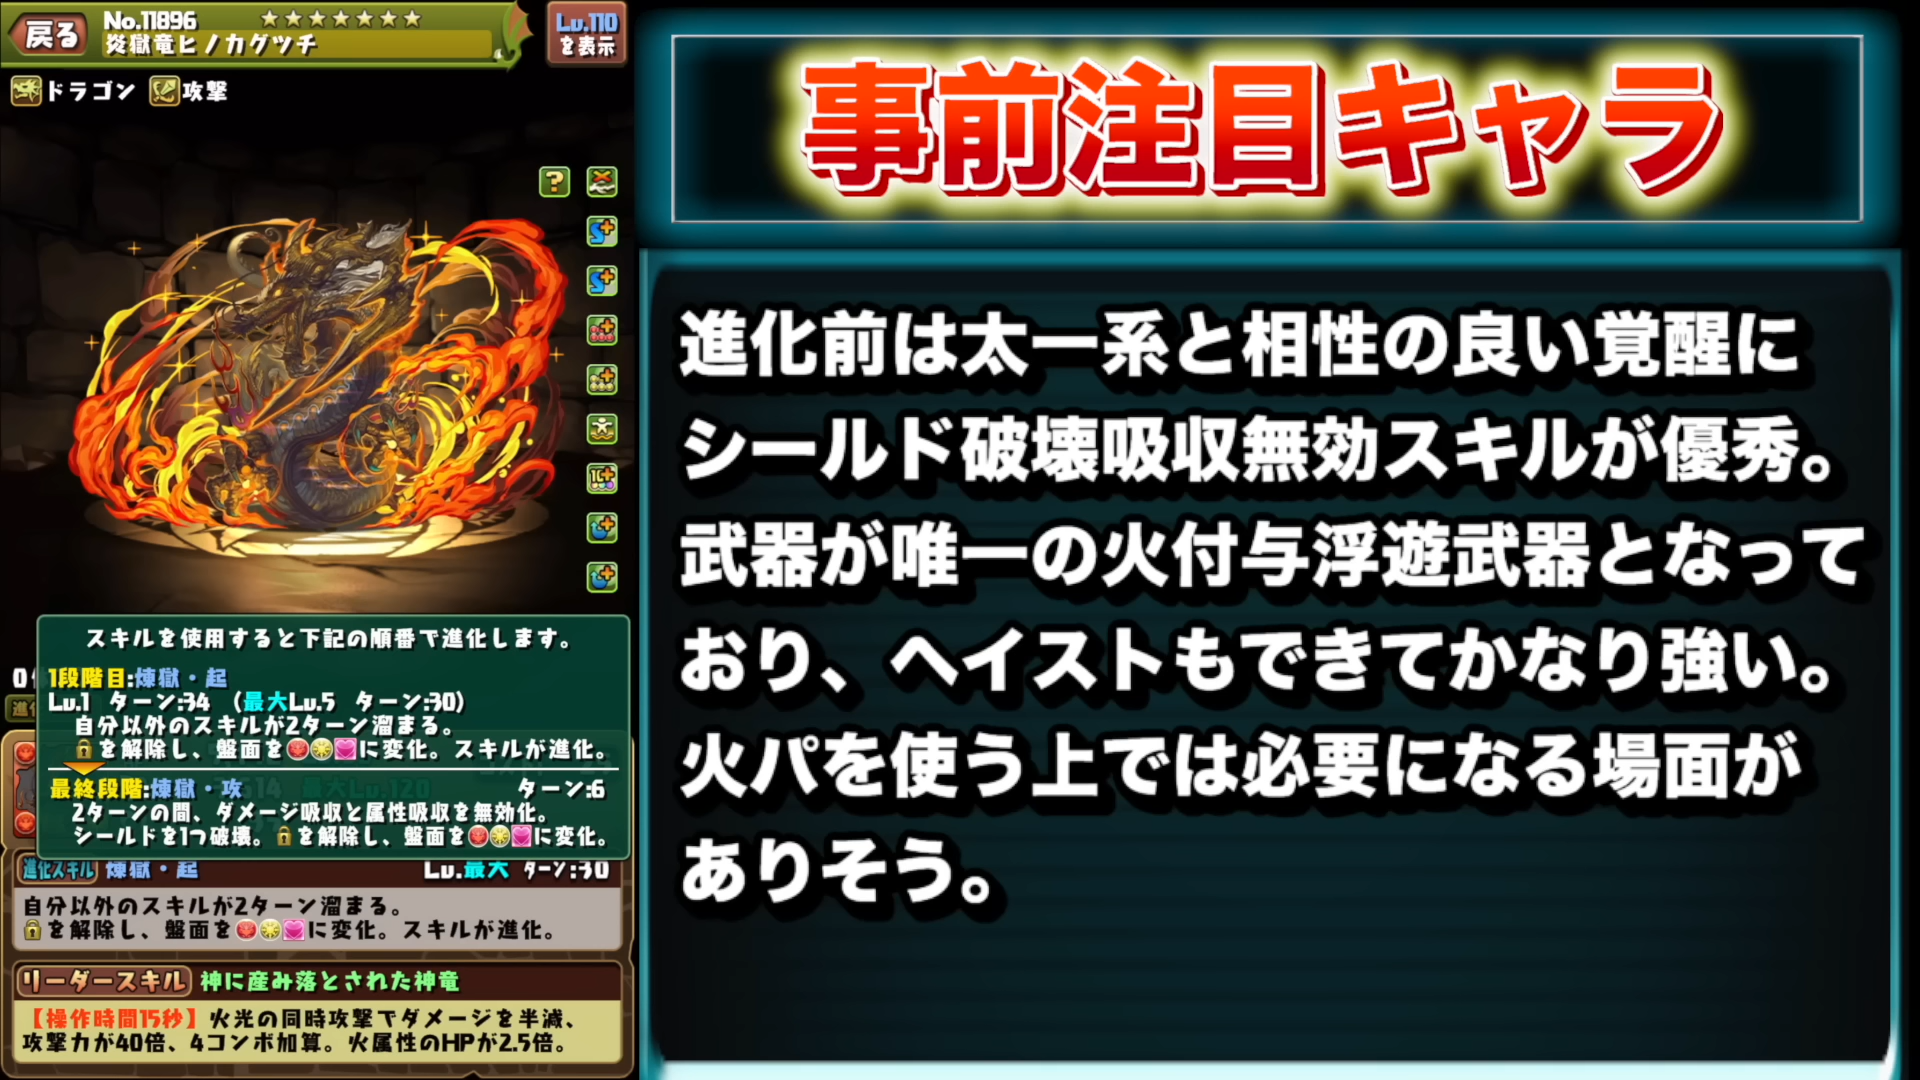 戻る
No.11896
★★★★★★★
炎獄竜ヒノカグツチ
Lv.110
を表示
ドラゴン 攻撃
?
スキルを使用すると下記の順番で進化します。
1段階目:煉獄・起
Lv.1 ターン:34 (最大Lv.5 ターン:30)
自分以外のスキルが2ターン溜まる。
を解除し、盤面をに変化。スキルが進化。
最終段階:煉獄・攻 ターン:6
2ターンの間、ダメージ吸収と属性吸収を無効化。
シールドを1つ破壊。を解除し、盤面をに変化。
進化スキル 煉獄・起 Lv.最大 ターン:30
自分以外のスキルが2ターン溜まる。
を解除し、盤面をに変化。スキルが進化。
リーダースキル 神に産み落とされた神竜
【操作時間15秒】火光の同時攻撃でダメージを半減、
攻撃力が40倍、4コンボ加算。火属性のHPが2.5倍。
事前注目キャラ
進化前は太一系と相性の良い覚醒に
シールド破壊吸収無効スキルが優秀。
武器が唯一の火付与浮遊武器となって
おり、ヘイストもできてかなり強い。
火パを使う上では必要になる場面が
ありそう。